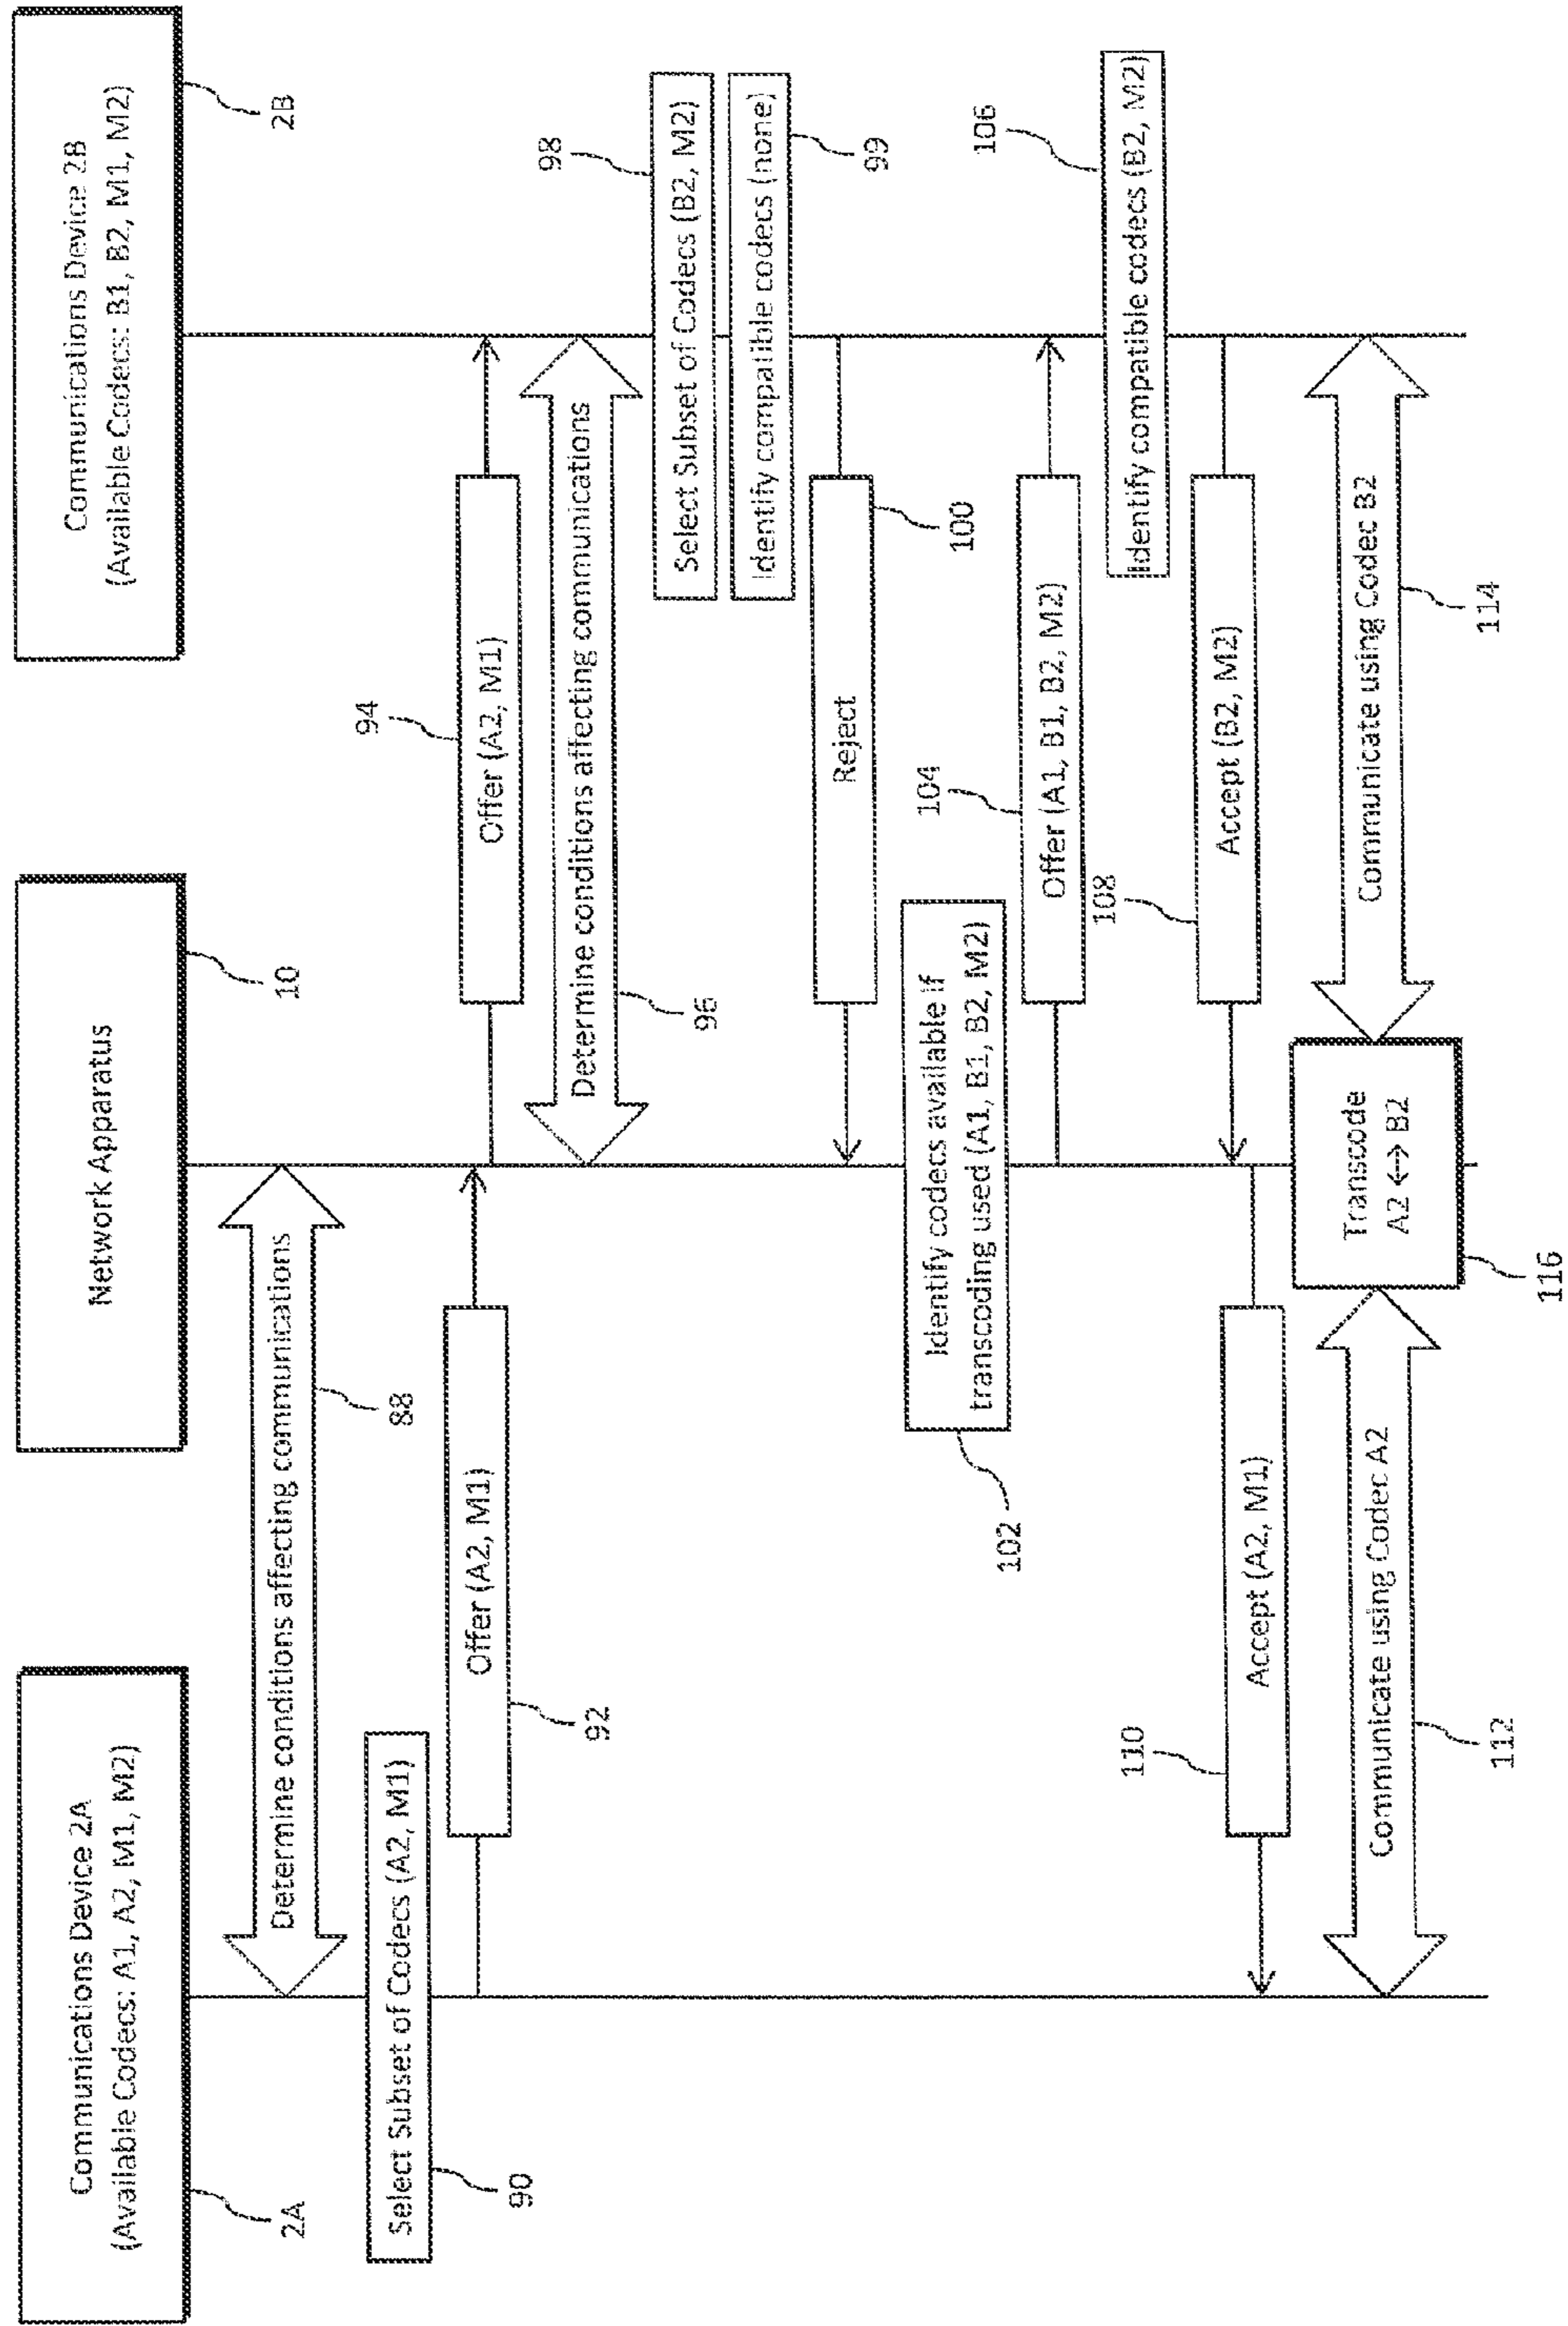 Communications Device 2A
(Available Codecs: A1, A2, M1, M2)
2A
Network Apparatus
10
Communications Device 2B
(Available Codecs: B1, B2, M1, M2)
2B
Determine conditions affecting communications
88
Select Subset of Codecs (A2, M1)
90
Offer (A2, M1)
92
Offer (A2, M1)
94
Determine conditions affecting communications
96
Select Subset of Codecs (B2, M2)
98
Identify compatible codecs (none)
99
Reject
100
Identify codecs available if
transcoding used (A1, B1, B2, M2)
102
Offer (A1, B1, B2, M2)
104
Identify compatible codecs (B2, M2)
106
Accept (B2, M2)
108
Accept (A2, M1)
110
Communicate using Codec A2
112
Transcode
A2 <-> B2
116
Communicate using Codec B2
114